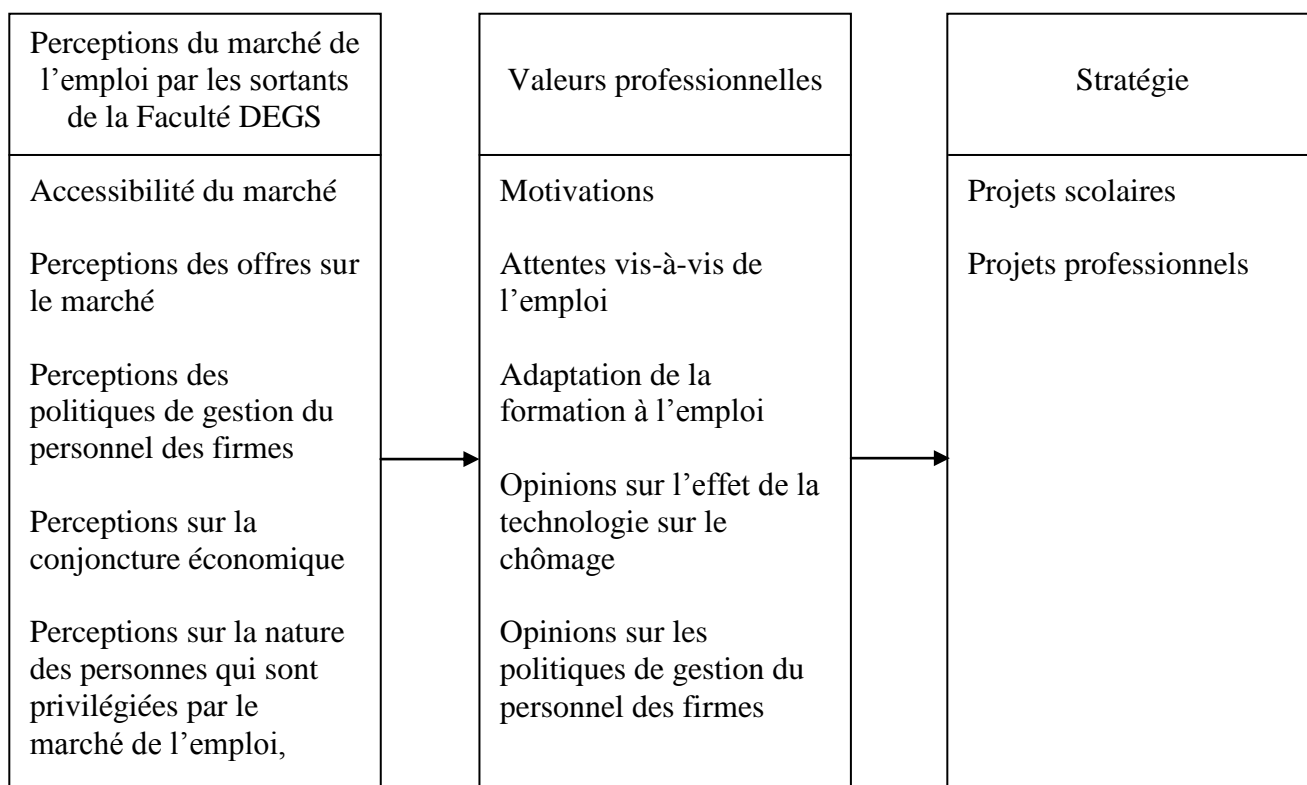 Perceptions du marché de
l’emploi par les sortants
de la Faculté DEGS
Accessibilité du marché
Perceptions des offres sur
le marché
Perceptions des
politiques de gestion du
personnel des firmes
Perceptions sur la
conjoncture économique
Perceptions sur la nature
des personnes qui sont
privilégiées par le
marché de l’emploi,
Valeurs professionnelles
Motivations
Attentes vis-à-vis de
l’emploi
Adaptation de la
formation à l’emploi
Opinions sur l’effet de la
technologie sur le
chômage
Opinions sur les
politiques de gestion du
personnel des firmes
Stratégie
Projets scolaires
Projets professionnels